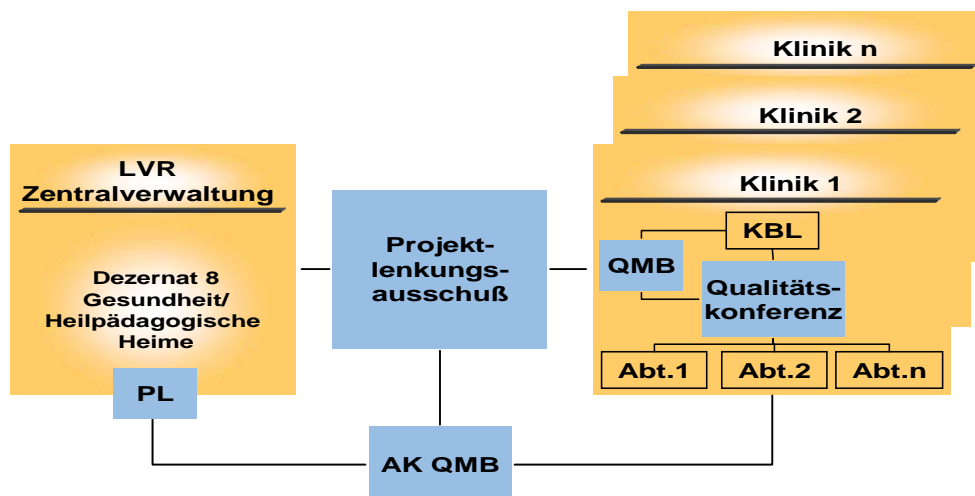 LVR
Zentralverwaltung
Dezernat 8
Gesundheit/
Heilpädagogische
Heime
PL
Projekt-
lenkungs-
ausschuß
AK QMB
Klinik n
Klinik 2
Klinik 1
KBL
QMB
Qualitäts-
konferenz
Abt.1
Abt.2
Abt.n